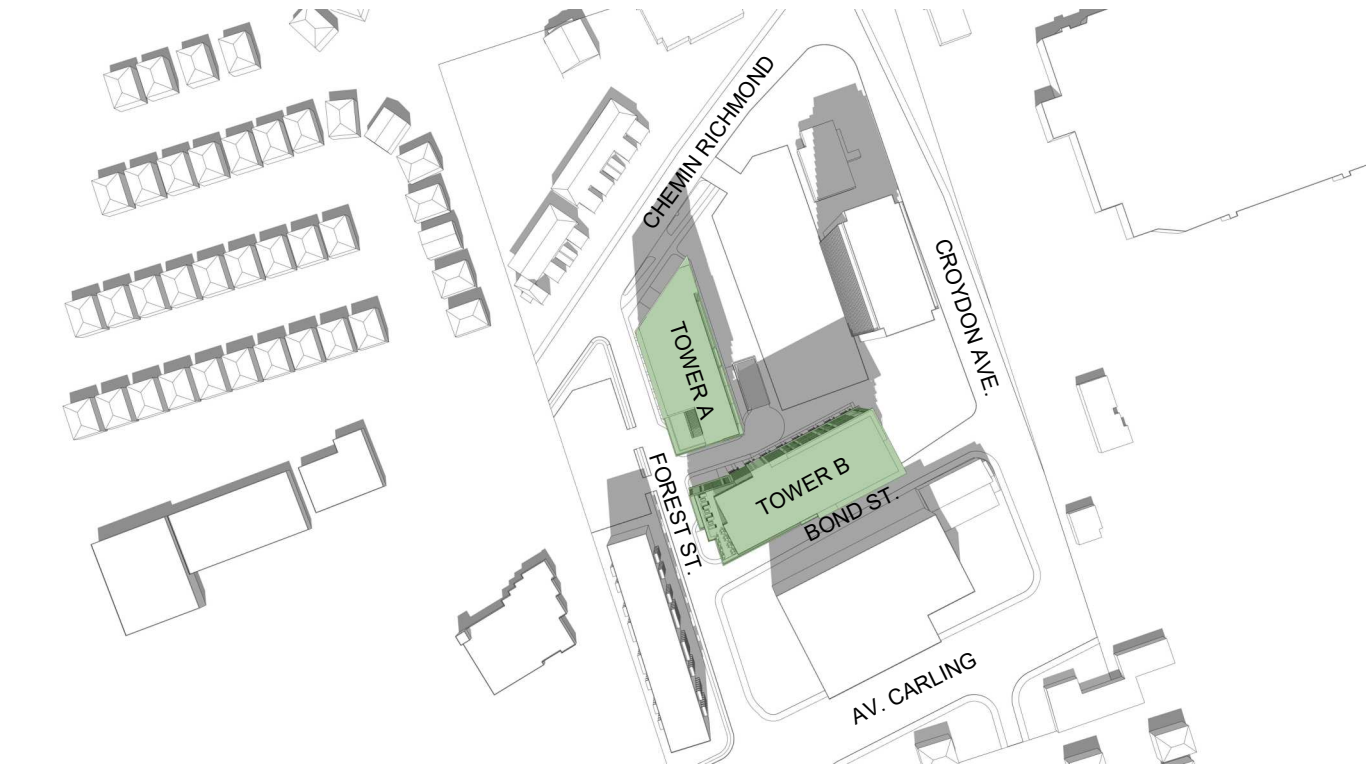 CHEMIN RICHMOND
CROYDON AVE.
TOWER A
FOREST ST.
TOWER B
BOND ST.
AV. CARLING